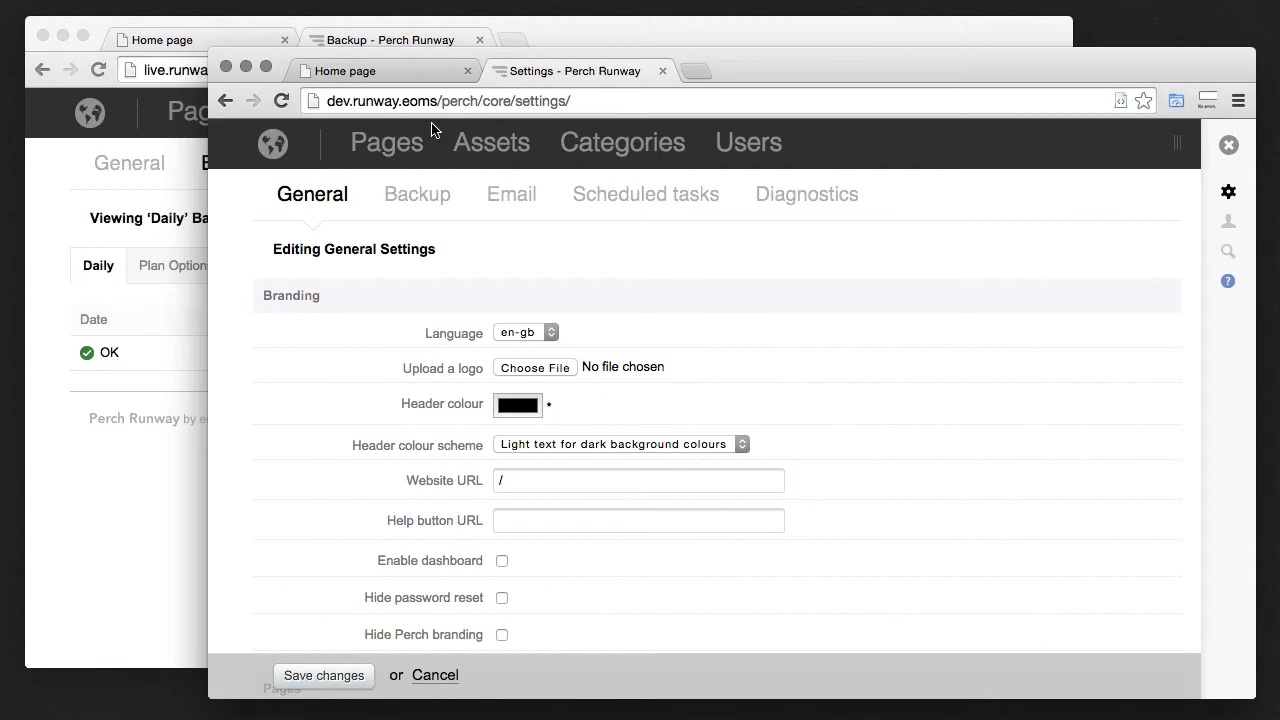 Home page
Backup - Perch Runway
live.runwa
Pag
General
Viewing ‘Daily’ Ba
Daily
Plan Option
Date
OK
Perch Runway by e
Home page
Settings - Perch Runway
dev.runway.eoms/perch/core/settings/
No errors
Pages
Assets
Categories
Users
General
Backup
Email
Scheduled tasks
Diagnostics
Editing General Settings
Branding
Language
en-gb
Upload a logo
Choose File
No file chosen
Header colour
*
Header colour scheme
Light text for dark background colours
Website URL
/
Help button URL
Enable dashboard
Hide password reset
Hide Perch branding
Save changes
or
Cancel
Pages